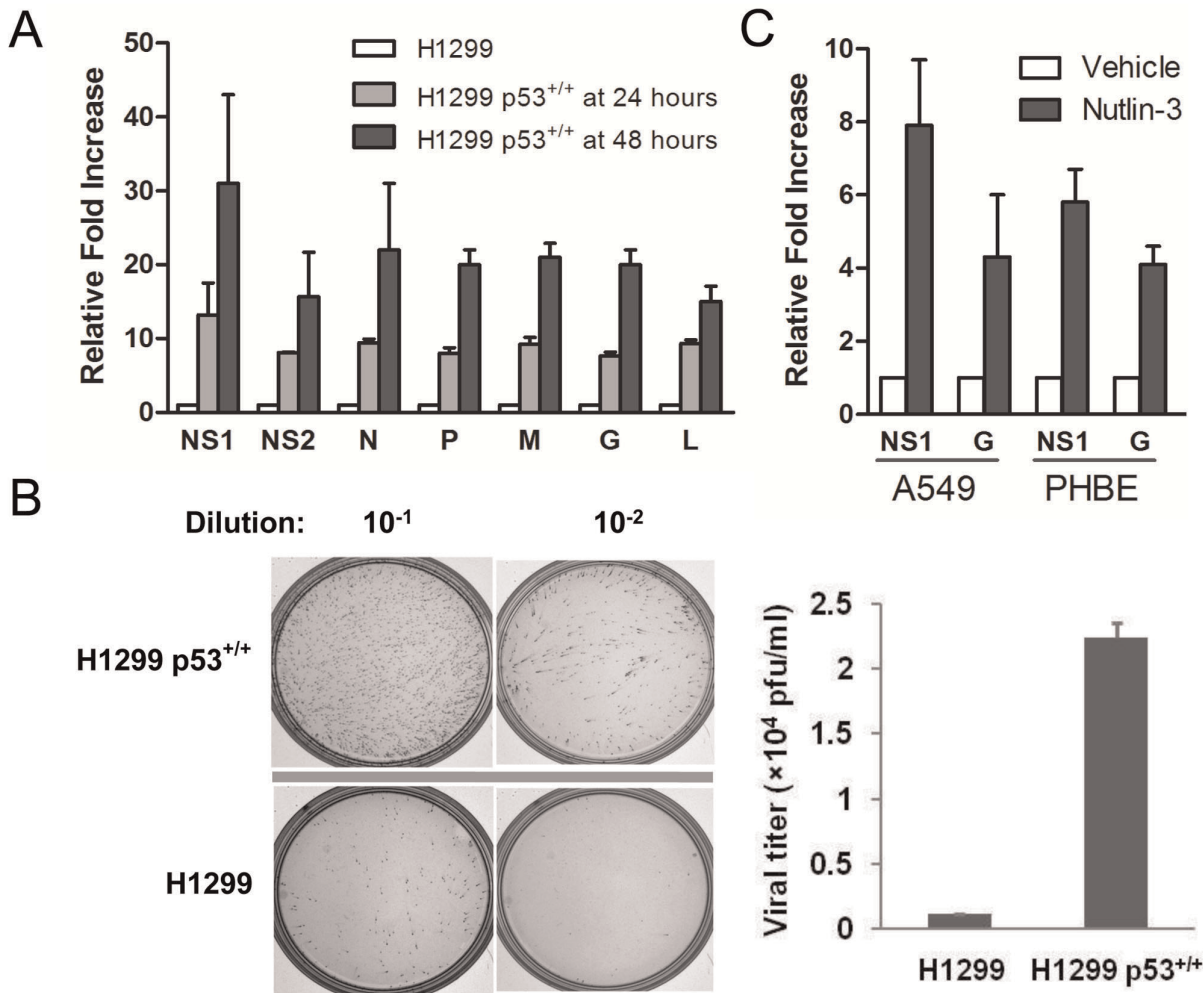 A
Relative Fold Increase
50
40
30
20
10
0
H1299
H1299 p53+/+ at 24 hours
H1299 p53+/+ at 48 hours
NS1 NS2 N P M G L
C
Relative Fold Increase
10
8
6
4
2
0
Vehicle
Nutlin-3
NS1 G NS1 G
A549 PHBE
B
Dilution: 10-1 10-2
H1299 p53+/+
H1299
Viral titer (×10⁴ pfu/ml)
2.5
2
1.5
1
0.5
0
H1299 H1299 p53+/+